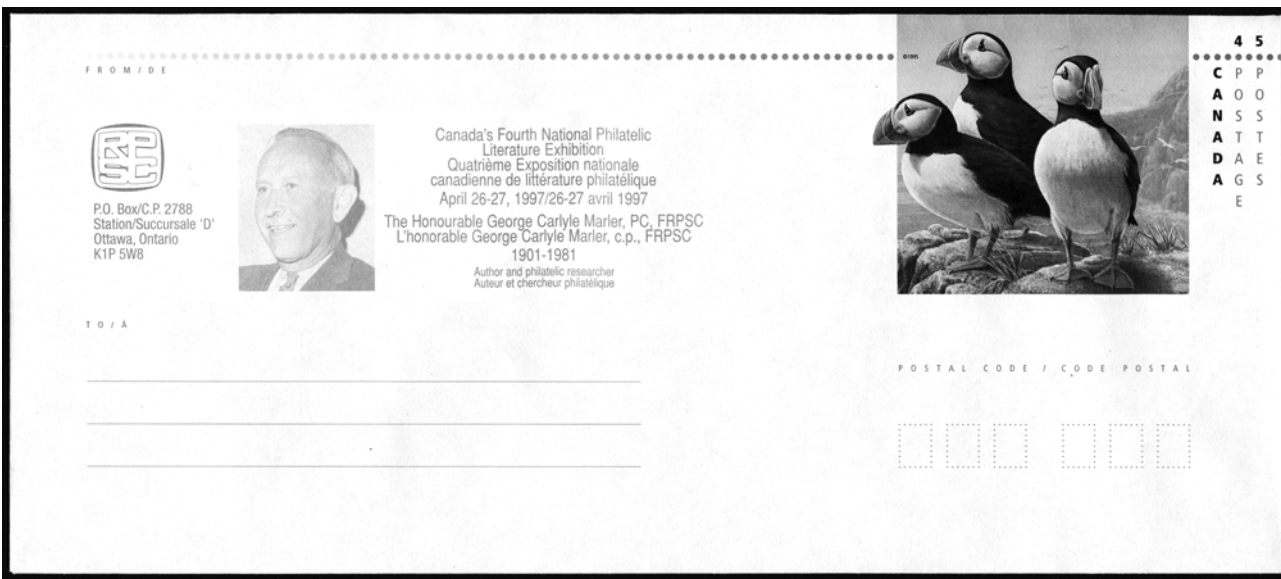 45
©1995
FROM/DE
CANADA
POSTAGE
POSTES
RPSC
Canada's Fourth National Philatelic
Literature Exhibition
Quatrième Exposition nationale
canadienne de littérature philatélique
April 26-27, 1997/26-27 avril 1997
The Honourable George Carlyle Marler, PC, FRPSC
L'honorable George Carlyle Marler, c.p., FRPSC
1901-1981
Author and philatelic researcher
Auteur et chercheur philatélique
P.O. Box/C.P. 2788
Station/Succursale 'D'
Ottawa, Ontario
K1P 5W8
TO/À
POSTAL CODE / CODE POSTAL